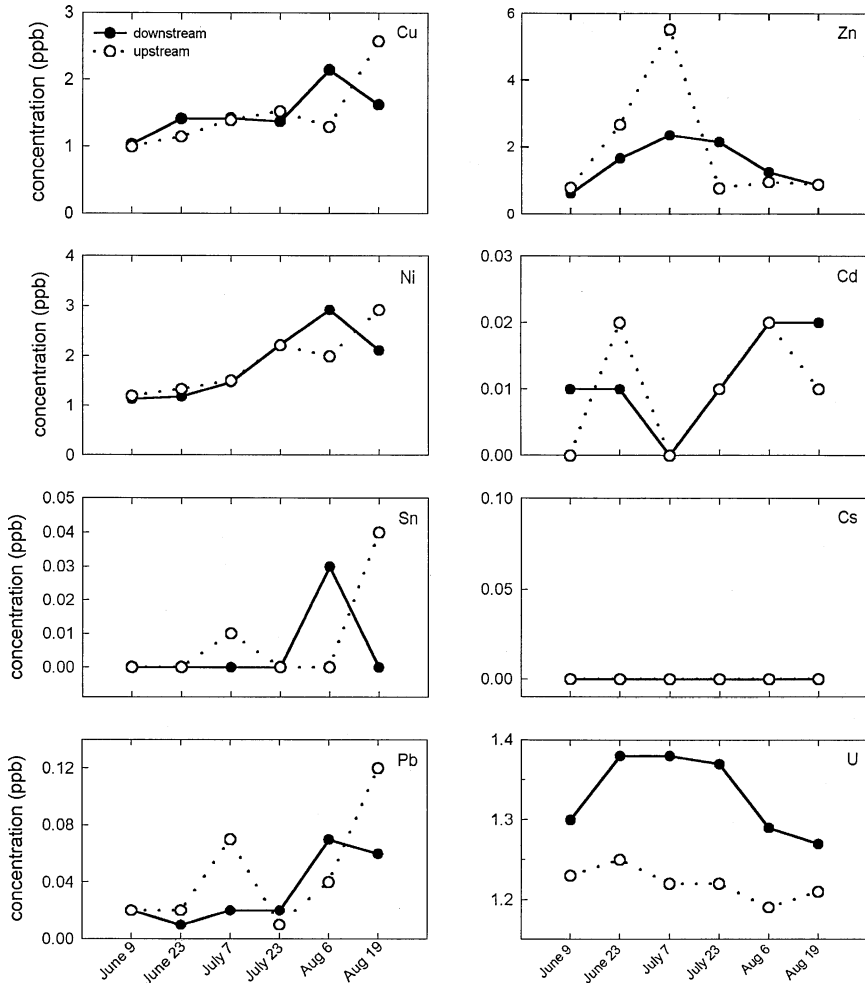 concentration (ppb)
3
2
1
0
downstream
upstream
Cu
6
4
2
0
Zn
concentration (ppb)
4
3
2
1
0
Ni
0.03
0.02
0.01
0.00
Cd
concentration (ppb)
0.05
0.04
0.03
0.02
0.01
0.00
Sn
0.10
0.05
0.00
Cs
concentration (ppb)
0.12
0.08
0.04
0.00
Pb
1.4
1.3
1.2
U
June 9
June 23
July 7
July 23
Aug 6
Aug 19
June 9
June 23
July 7
July 23
Aug 6
Aug 19